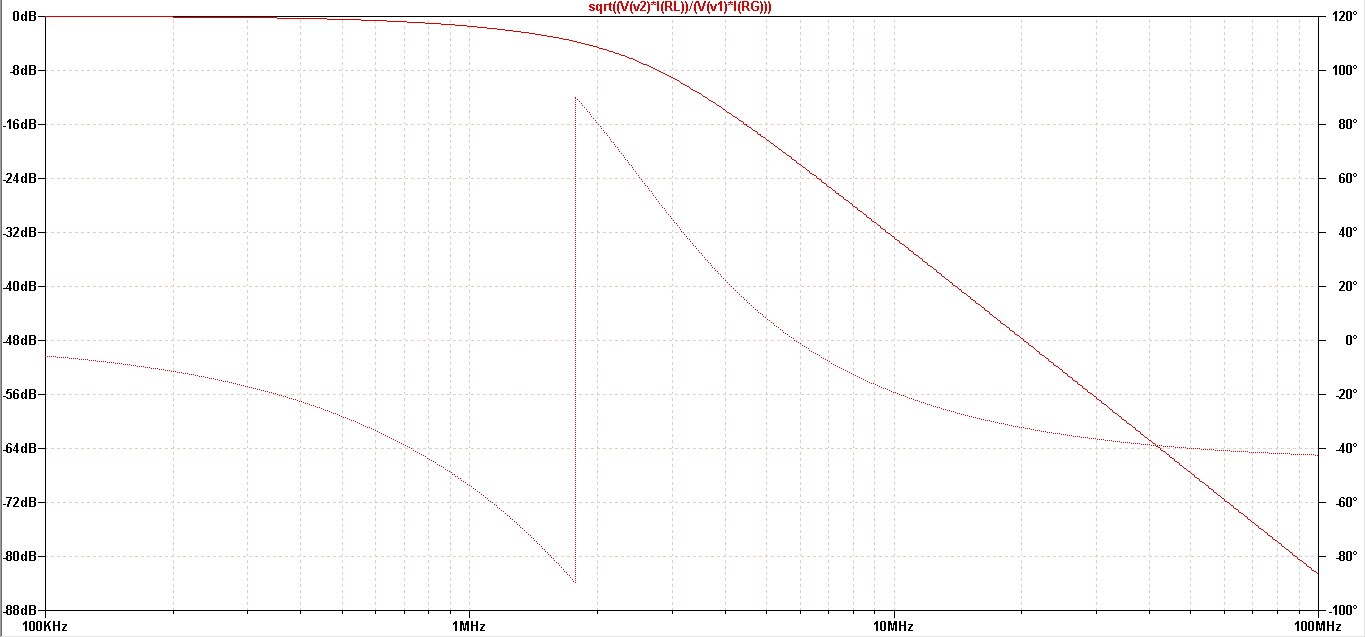 sqrt((V(v2)*I(RL))/(V(v1)*I(RG)))
0dB 120°
-8dB 100°
-16dB 80°
-24dB 60°
-32dB 40°
-40dB 20°
-48dB 0°
-56dB -20°
-64dB -40°
-72dB -60°
-80dB -80°
-88dB -100°
100KHz 1MHz 10MHz 100MHz